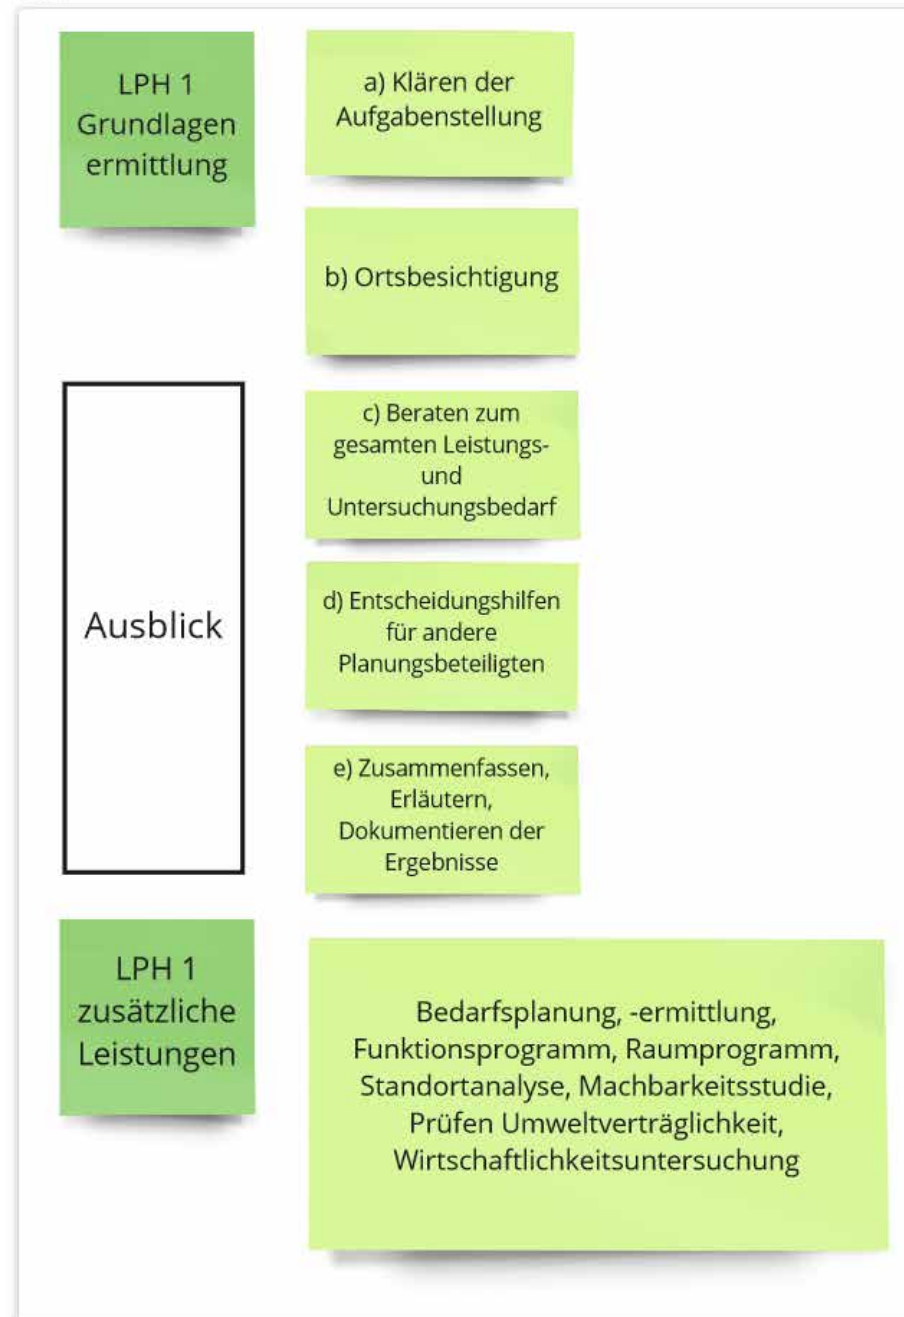 LPH 1
Grundlagen
ermittlung
a) Klären der
Aufgabenstellung
b) Ortsbesichtigung
c) Beraten zum
gesamten Leistungs-
und
Untersuchungsbedarf
Ausblick
d) Entscheidungshilfen
für andere
Planungsbeteiligten
e) Zusammenfassen,
Erläutern,
Dokumentieren der
Ergebnisse
LPH 1
zusätzliche
Leistungen
Bedarfsplanung, -ermittlung,
Funktionsprogramm, Raumprogramm,
Standortanalyse, Machbarkeitsstudie,
Prüfen Umweltverträglichkeit,
Wirtschaftlichkeitsuntersuchung